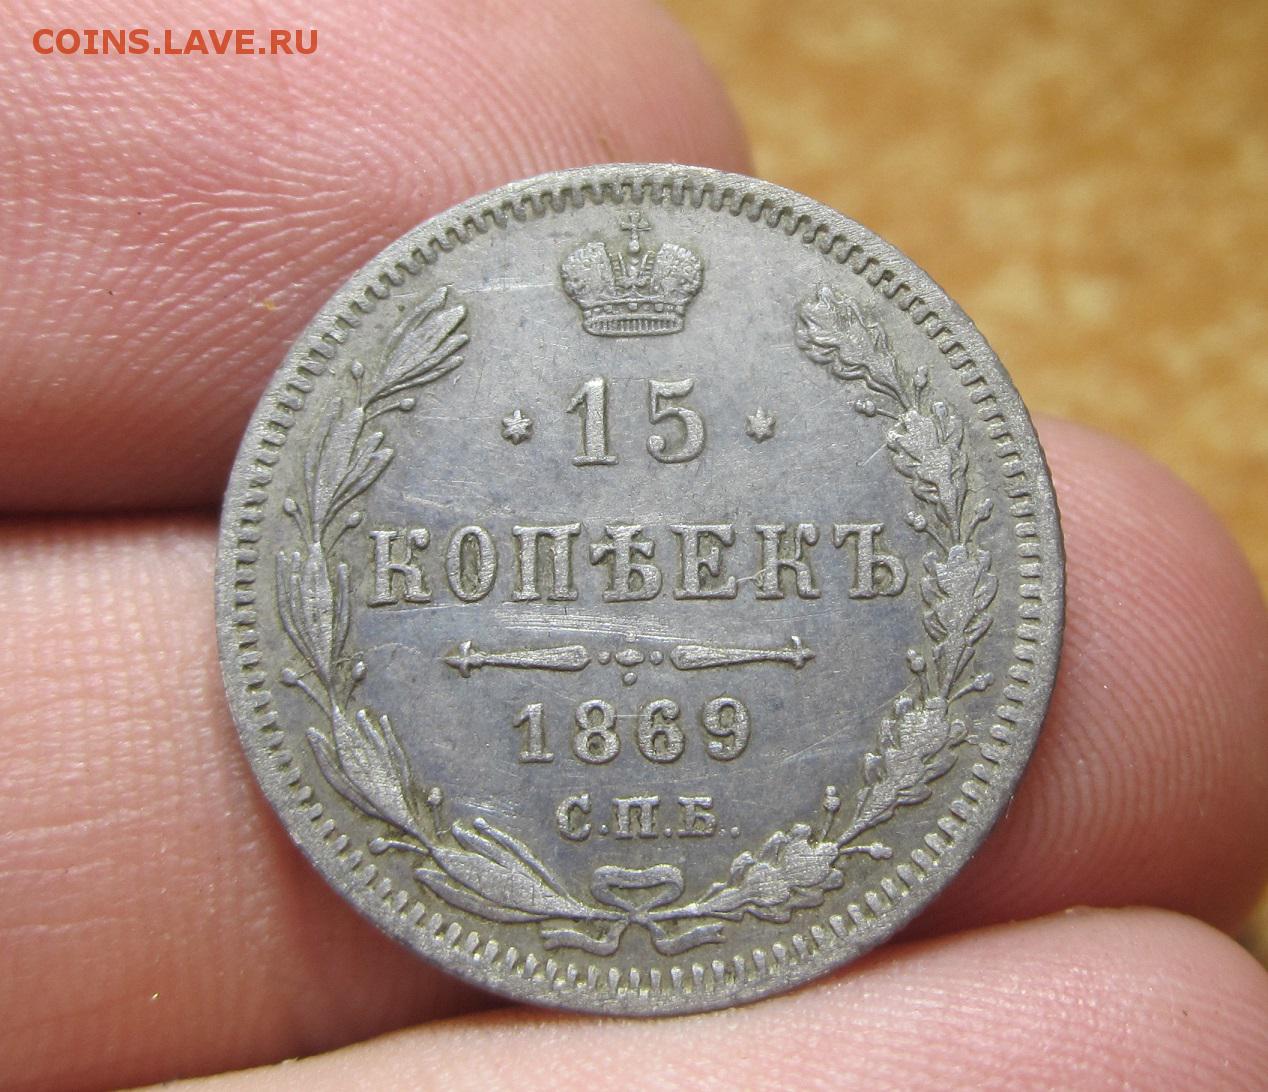 COINS.LAVE.RU
* 15 *
КОПѢЕКЪ
1869
С.П.Б.